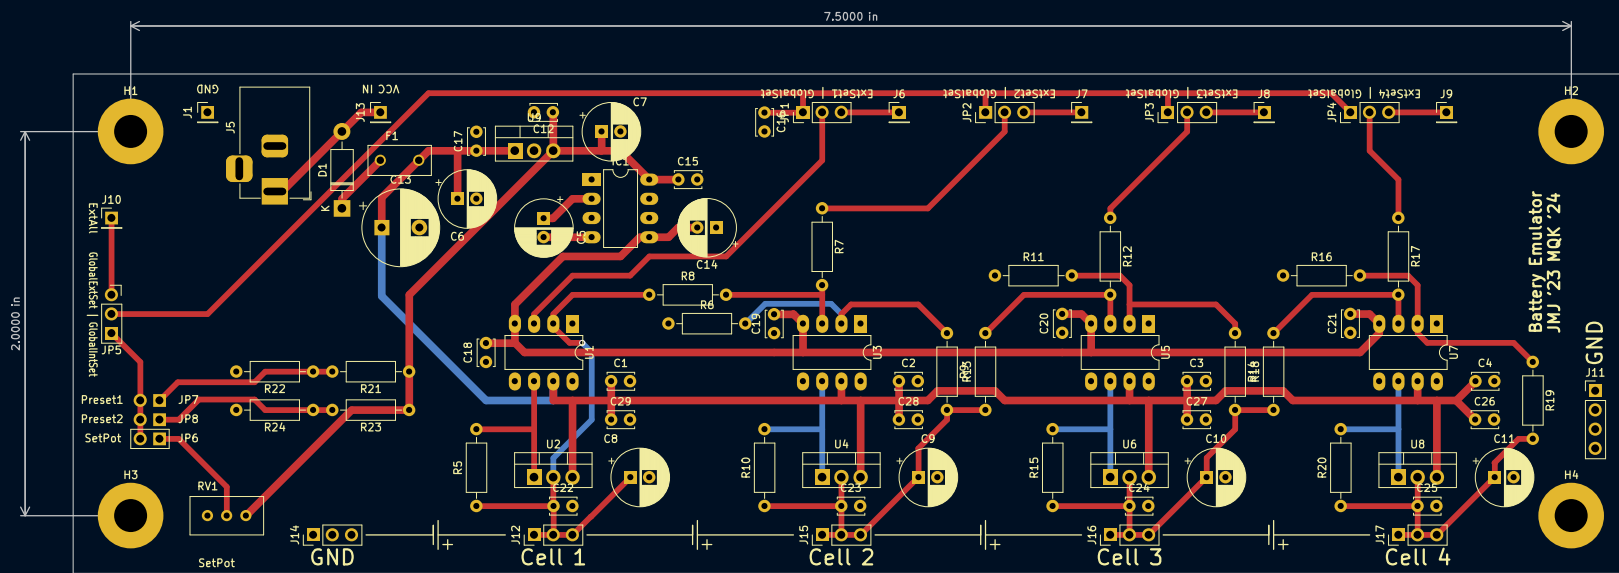 7.5000 in
H1
GND
J1
VCC IN
J13
J5
F1
D1
K
C17
U9
C12
C7
C13
C6
IC1
C15
C5
C14
JP1
GlobalSet | ExtSet1
J6
JP2
GlobalSet | ExtSet2
J7
JP3
GlobalSet | ExtSet3
J8
JP4
GlobalSet | ExtSet4
J9
H2
2.0000 in
J10
ExtAll
GlobalExtSet | GlobalIntSet
JP5
R7
R8
R6
R11
R12
R16
R17
Battery Emulator
JMJ '23 MQK '24
C18
U1
C19
U3
C20
U5
C21
U7
C1
C29
C2
C28
C3
C27
C4
C26
R19
J11
GND
R22
R21
R24
R23
Preset1
JP7
Preset2
JP8
SetPot
JP6
R5
U2
C8
C22
R10
U4
C9
C23
R15
U6
C10
C24
R20
U8
C11
C25
H3
RV1
SetPot
J14
GND
+
J12
Cell 1
+
J15
Cell 2
+
J16
Cell 3
+
J17
Cell 4
H4